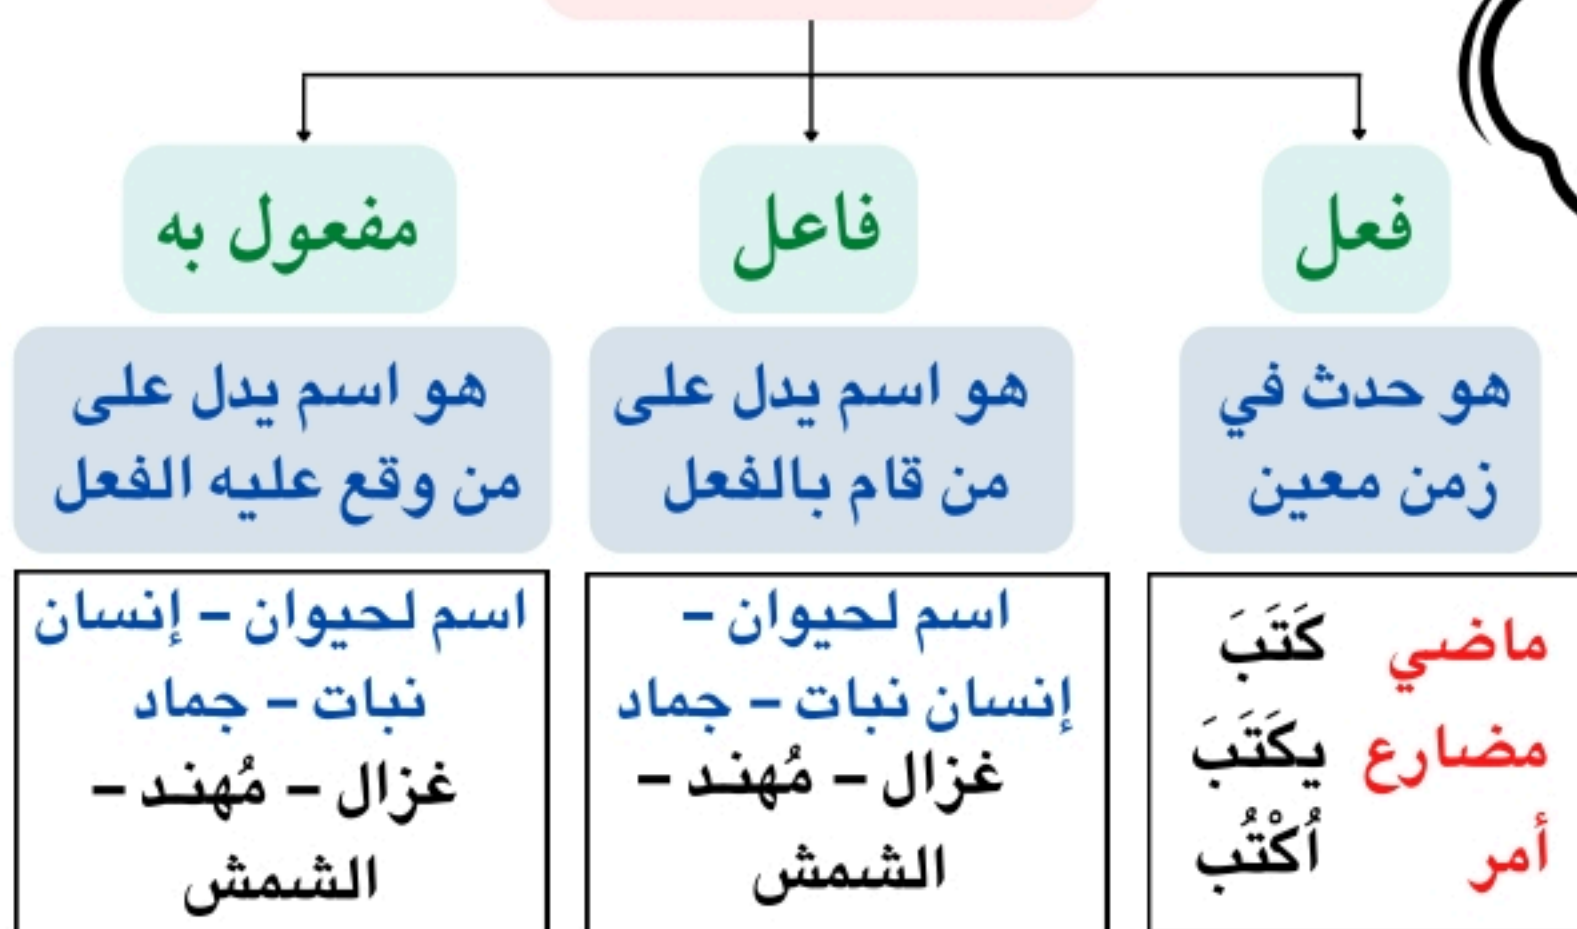 فعل
هو حدث في
زمن معين
ماضي كَتَبَ
مضارع يكَتَبَ
أمر اُكْتُب
فاعل
هو اسم يدل على
من قام بالفعل
اسم لحيوان –
إنسان نبات – جماد
غزال – مُهند –
الشمش
مفعول به
هو اسم يدل على
من وقع عليه الفعل
اسم لحيوان – إنسان
نبات – جماد
غزال – مُهند –
الشمش